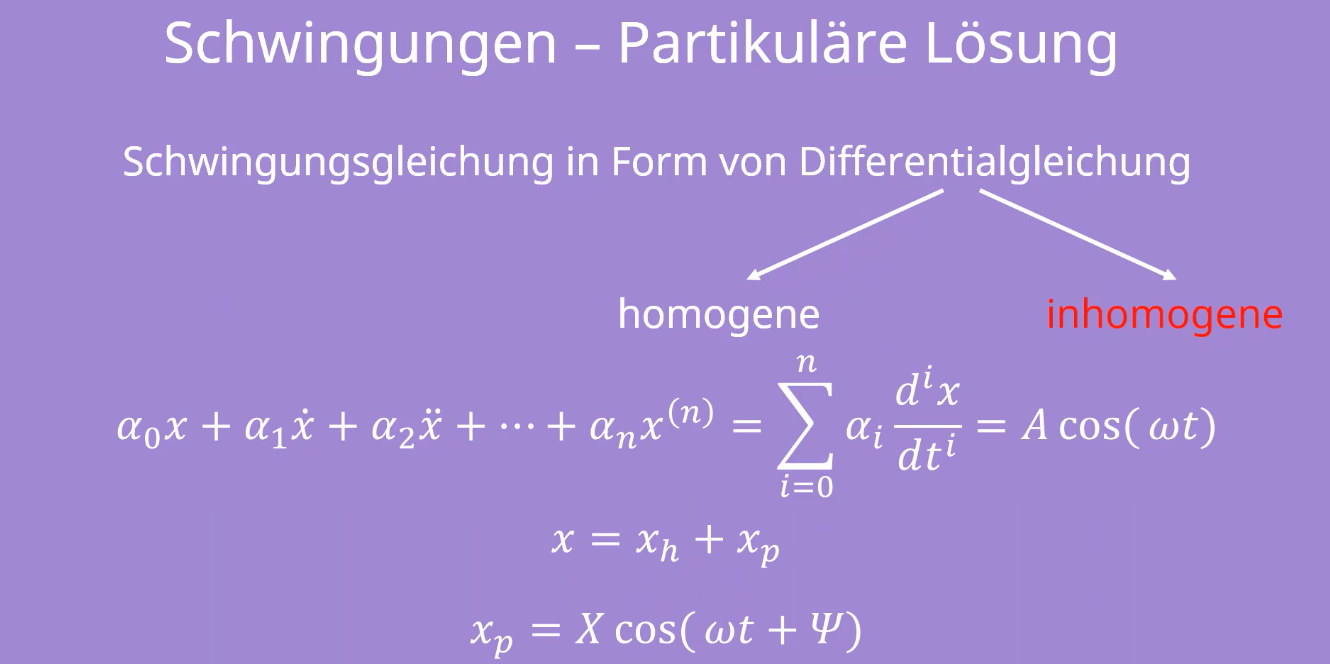 Schwingungen – Partikuläre Lösung
Schwingungsgleichung in Form von Differentialgleichung
homogene inhomogene
$\alpha_0 x + \alpha_1 \dot{x} + \alpha_2 \ddot{x} + \cdots + \alpha_n x^{(n)} = \sum_{i=0}^{n} \alpha_i \frac{d^i x}{dt^i} = A \cos(\omega t)$
$x = x_h + x_p$
$x_p = X \cos(\omega t + \Psi)$